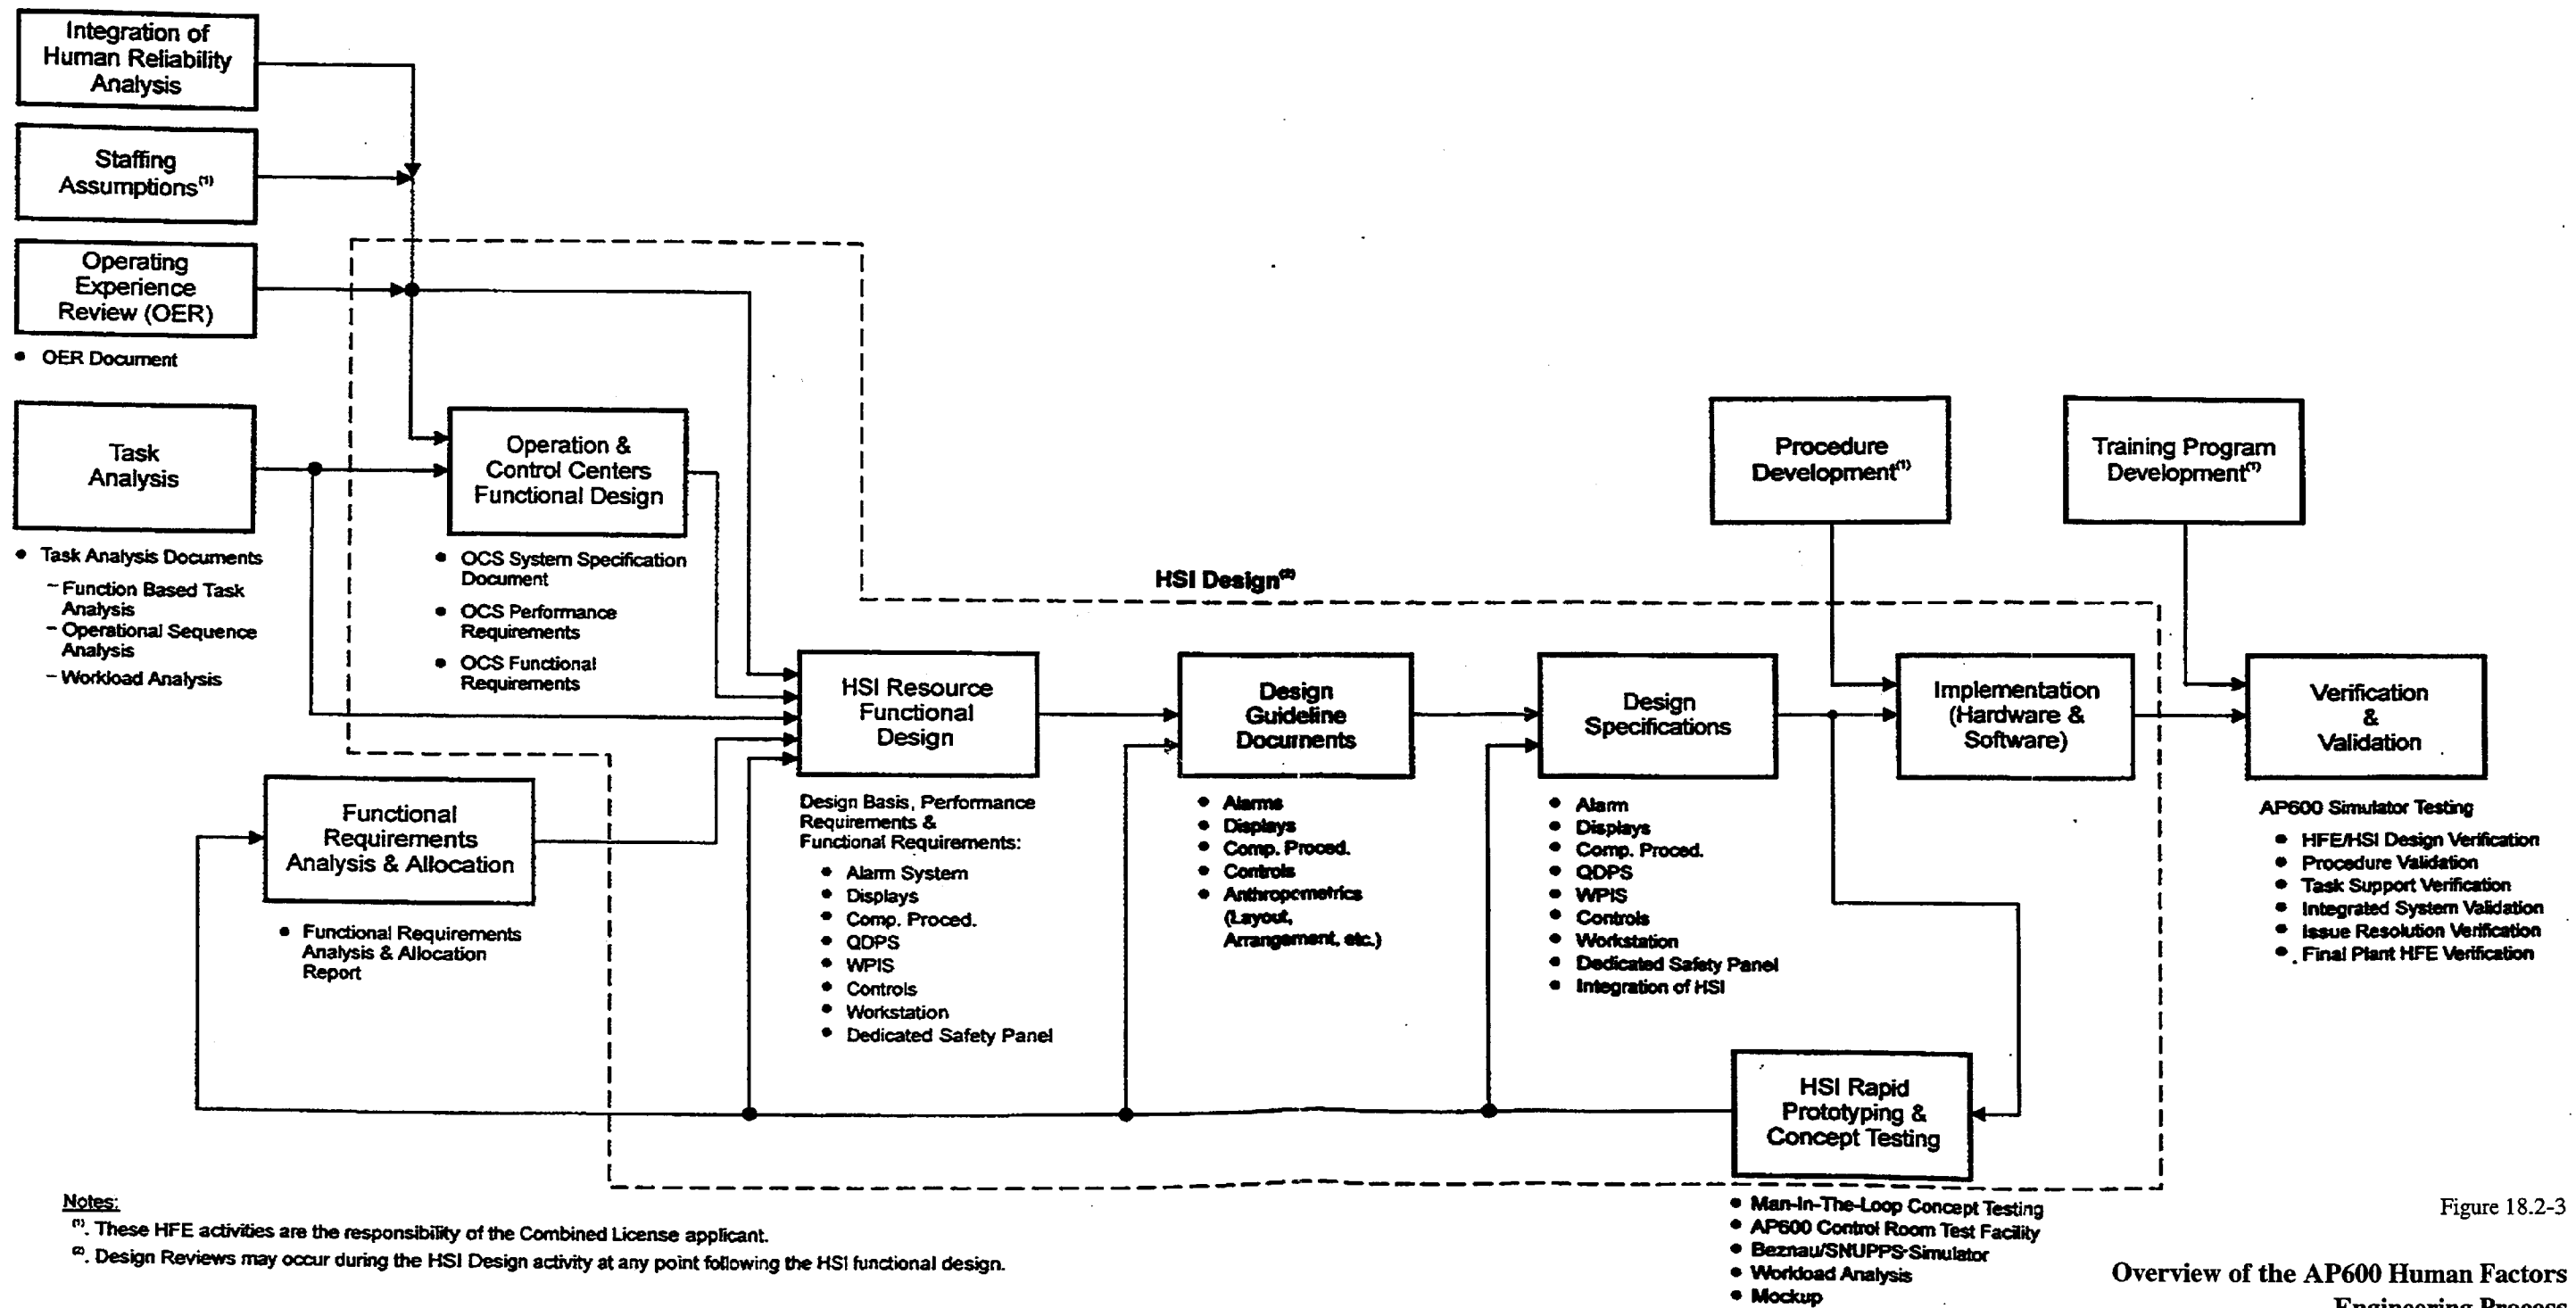 Integration of
Human Reliability
Analysis
Staffing
Assumptions(1)
Operating
Experience
Review (OER)
• OER Document
Task
Analysis
• Task Analysis Documents
– Function Based Task
Analysis
– Operational Sequence
Analysis
– Workload Analysis
Operation &
Control Centers
Functional Design
• OCS System Specification
Document
• OCS Performance
Requirements
• OCS Functional
Requirements
Functional
Requirements
Analysis & Allocation
• Functional Requirements
Analysis & Allocation
Report
HSI Design(2)
HSI Resource
Functional
Design
Design Basis, Performance
Requirements &
Functional Requirements:
• Alarm System
• Displays
• Comp. Proced.
• QDPS
• WPIS
• Controls
• Workstation
• Dedicated Safety Panel
Design
Guideline
Documents
• Alarms
• Displays
• Comp. Proced.
• Controls
• Anthropometrics
(Layout,
Arrangement, etc.)
Design
Specifications
• Alarm
• Displays
• Comp. Proced.
• QDPS
• WPIS
• Controls
• Workstation
• Dedicated Safety Panel
• Integration of HSI
Procedure
Development(1)
Training Program
Development(1)
Implementation
(Hardware &
Software)
Verification
&
Validation
AP600 Simulator Testing
• HFE/HSI Design Verification
• Procedure Validation
• Task Support Verification
• Integrated System Validation
• Issue Resolution Verification
• Final Plant HFE Verification
HSI Rapid
Prototyping &
Concept Testing
• Man-In-The-Loop Concept Testing
• AP600 Control Room Test Facility
• Beznau/SNUPPS Simulator
• Workload Analysis
• Mockup
Notes:
(1). These HFE activities are the responsibility of the Combined License applicant.
(2). Design Reviews may occur during the HSI Design activity at any point following the HSI functional design.
Figure 18.2-3
Overview of the AP600 Human Factors
Engineering Process